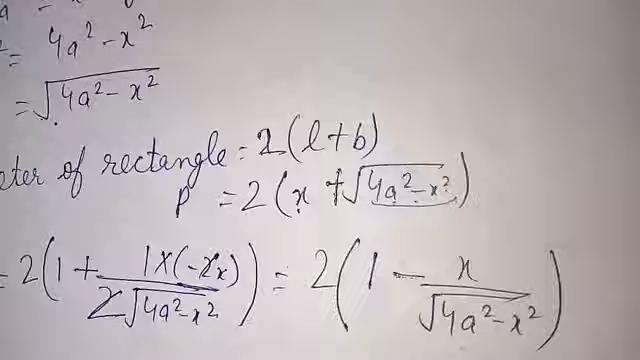 = 4a² - x²
= √4a² - x²
of rectangle = 2(l+b)
P = 2(x + √4a² - x²)
= 2(1 + 1×(-2x) / 2√4a² - x²) = 2(1 - x / √4a² - x²)